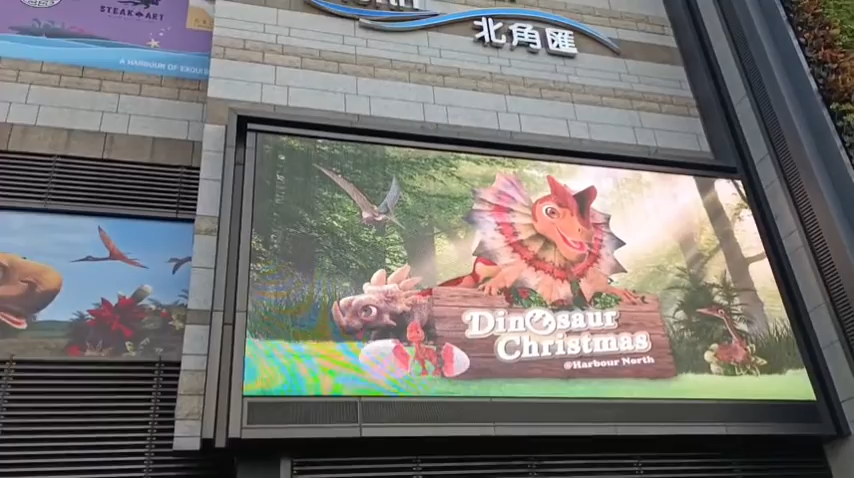 STEAK & ART
A HARBOUR OF
北角匯
Dinosaur
Christmas
@Harbour North